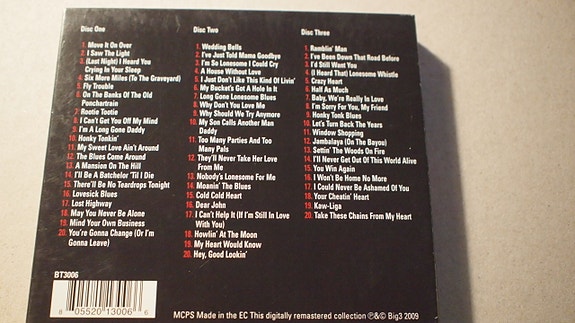 Disc One
1. Move It On Over
2. I Saw The Light
3. (Last Night) I Heard You
Crying In Your Sleep
4. Six More Miles (To The Graveyard)
5. Fly Trouble
6. On The Banks Of The Old
Ponchartrain
7. Rootie Tootie
8. I Can't Get You Off My Mind
9. I'm A Long Gone Daddy
10. Honky Tonkin'
11. My Sweet Love Ain't Around
12. The Blues Come Around
13. A Mansion On The Hill
14. I'll Be A Batchelor 'Til I Die
15. There'll Be No Teardrops Tonight
16. Lovesick Blues
17. Lost Highway
18. May You Never Be Alone
19. Mind Your Own Business
20. You're Gonna Change (Or I'm
Gonna Leave)
Disc Two
1. Wedding Bells
2. I've Just Told Mama Goodbye
3. I'm So Lonesome I Could Cry
4. A House Without Love
5. I Just Don't Like This Kind Of Livin'
6. My Bucket's Got A Hole In It
7. Long Gone Lonesome Blues
8. Why Don't You Love Me
9. Why Should We Try Anymore
10. My Son Calls Another Man
Daddy
11. Too Many Parties And Too
Many Pals
12. They'll Never Take Her Love
From Me
13. Nobody's Lonesome For Me
14. Moanin' The Blues
15. Cold Cold Heart
16. Dear John
17. I Can't Help It (If I'm Still In Love
With You)
18. Howlin' At The Moon
19. My Heart Would Know
20. Hey, Good Lookin'
Disc Three
1. Ramblin' Man
2. I've Been Down That Road Before
3. I'd Still Want You
4. (I Heard That) Lonesome Whistle
5. Crazy Heart
6. Half As Much
7. Baby, We're Really In Love
8. I'm Sorry For You, My Friend
9. Honky Tonk Blues
10. Let's Turn Back The Years
11. Window Shopping
12. Jambalaya (On The Bayou)
13. Settin' The Woods On Fire
14. I'll Never Get Out Of This World Alive
15. You Win Again
16. I Won't Be Home No More
17. I Could Never Be Ashamed Of You
18. Your Cheatin' Heart
19. Kaw-Liga
20. Take These Chains From My Heart
BT3006
8 05520 13006 6
MCPS Made in the EC This digitally remastered collection ℗&© Big3 2009